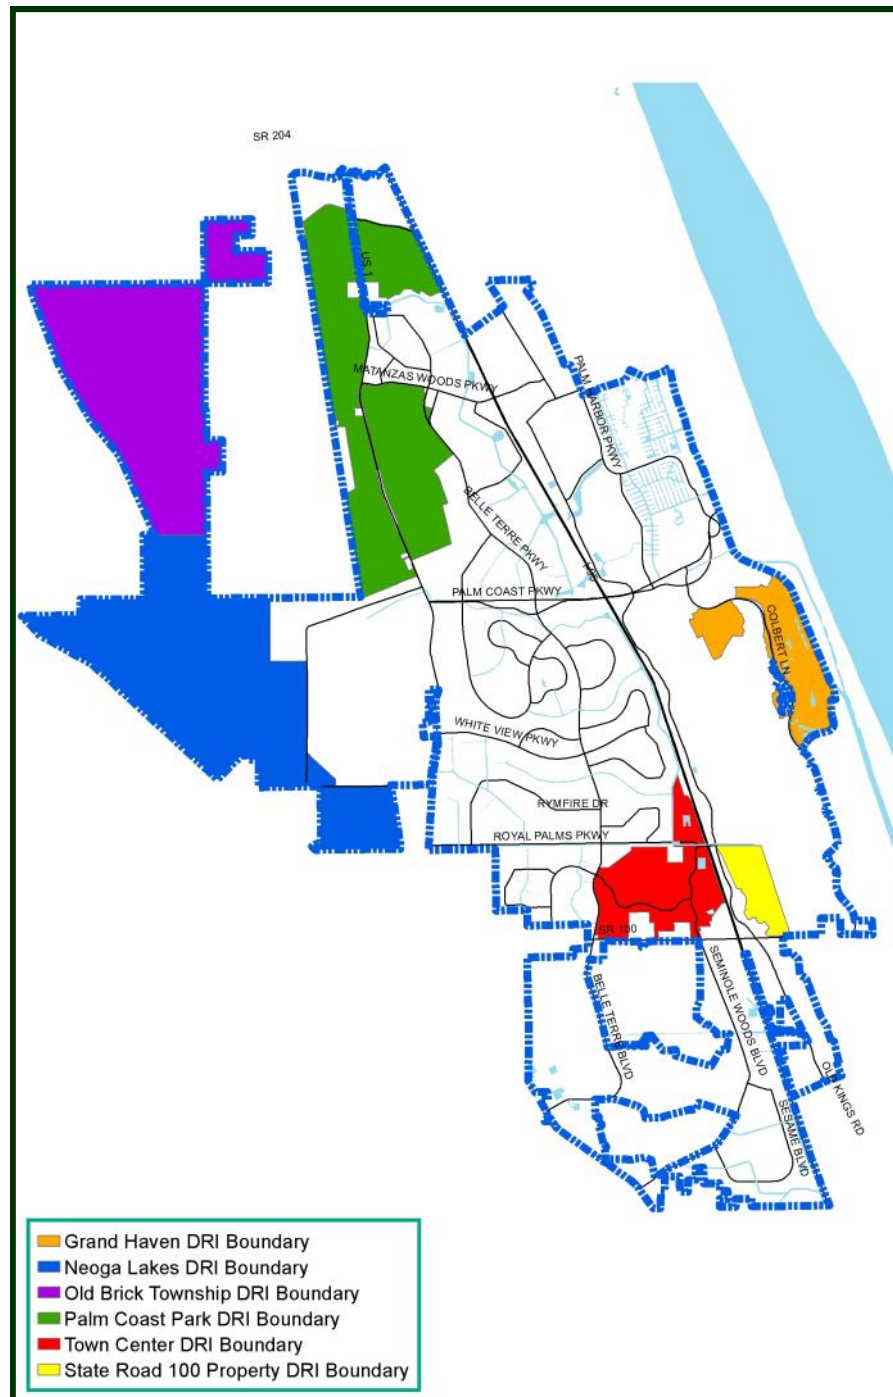 SR 204
US 1
MATANZAS WOODS PKWY
PALM HARBOR PKWY
BELLE TERRE PKWY
I-95
PALM COAST PKWY
COLBERT LN
WHITE VIEW PKWY
RYMFIRE DR
ROYAL PALMS PKWY
SR 100
SEMINOLE WOODS BLVD
BELLE TERRE BLVD
OLD KINGS RD
SESAME BLVD
Grand Haven DRI Boundary
Neoga Lakes DRI Boundary
Old Brick Township DRI Boundary
Palm Coast Park DRI Boundary
Town Center DRI Boundary
State Road 100 Property DRI Boundary